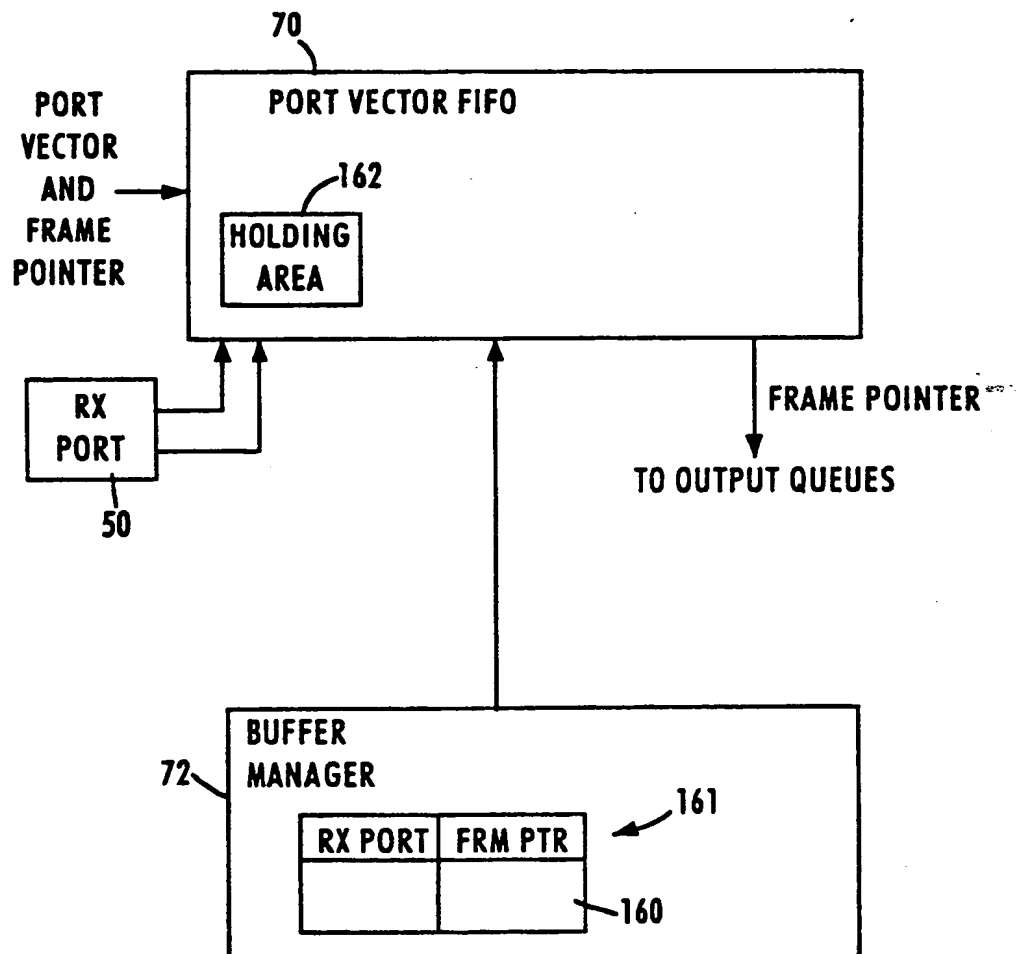 70
PORT VECTOR FIFO
PORT
VECTOR
AND
FRAME
POINTER
162
HOLDING
AREA
RX
PORT
50
FRAME POINTER
TO OUTPUT QUEUES
BUFFER
MANAGER
72
161
RX PORT FRM PTR
160